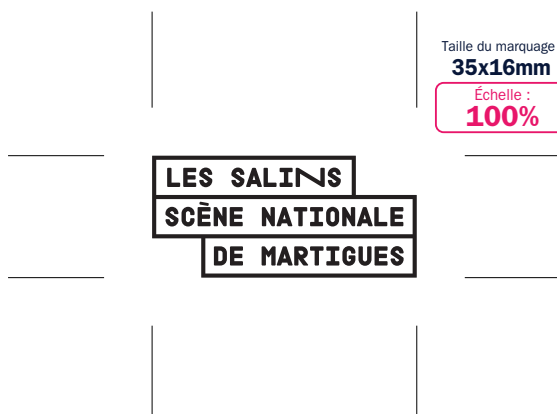 Taille du marquage
35x16mm
Échelle :
100%
LES SALINS
SCÈNE NATIONALE
DE MARTIGUES